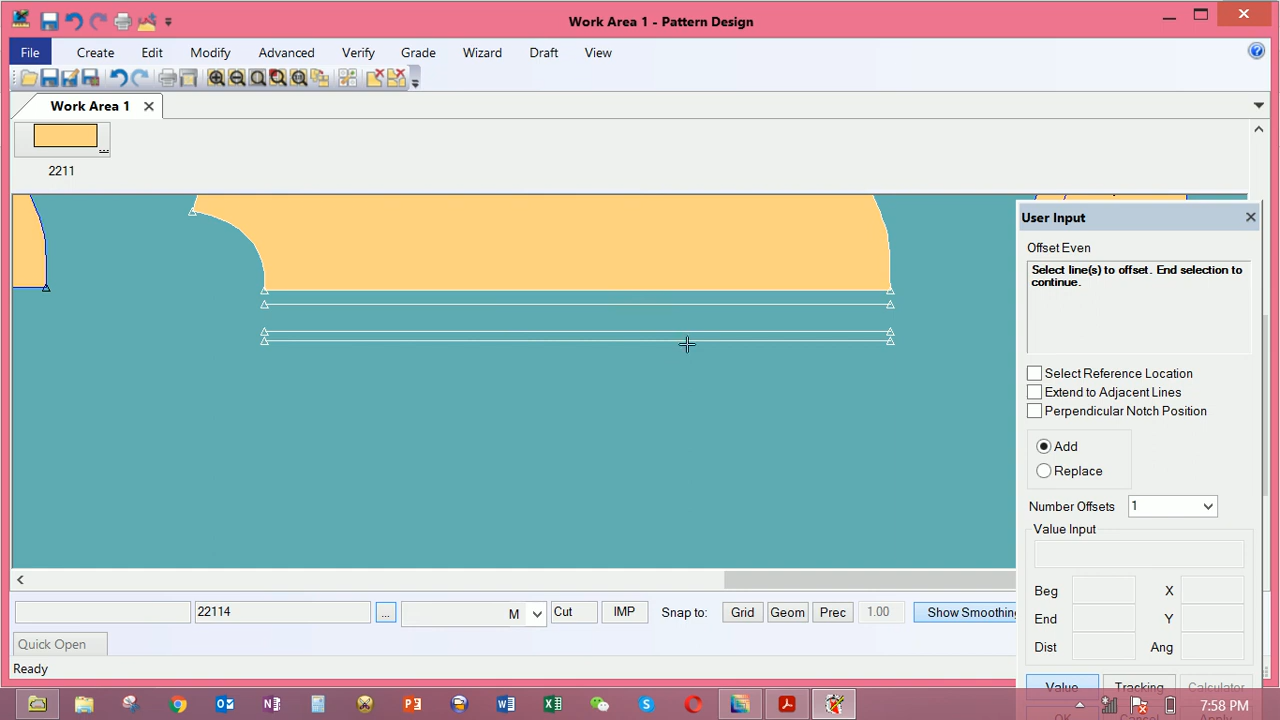 Work Area 1 - Pattern Design
File Create Edit Modify Advanced Verify Grade Wizard Draft View
Work Area 1
2211
User Input
Offset Even
Select line(s) to offset. End selection to
continue.
Select Reference Location
Extend to Adjacent Lines
Perpendicular Notch Position
Add
Replace
Number Offsets 1
Value Input
Beg X
End Y
Dist Ang
Value Tracking Calculator
22114 ... M Cut IMP Snap to: Grid Geom Prec 1.00 Show Smoothin
Quick Open
Ready
7:58 PM